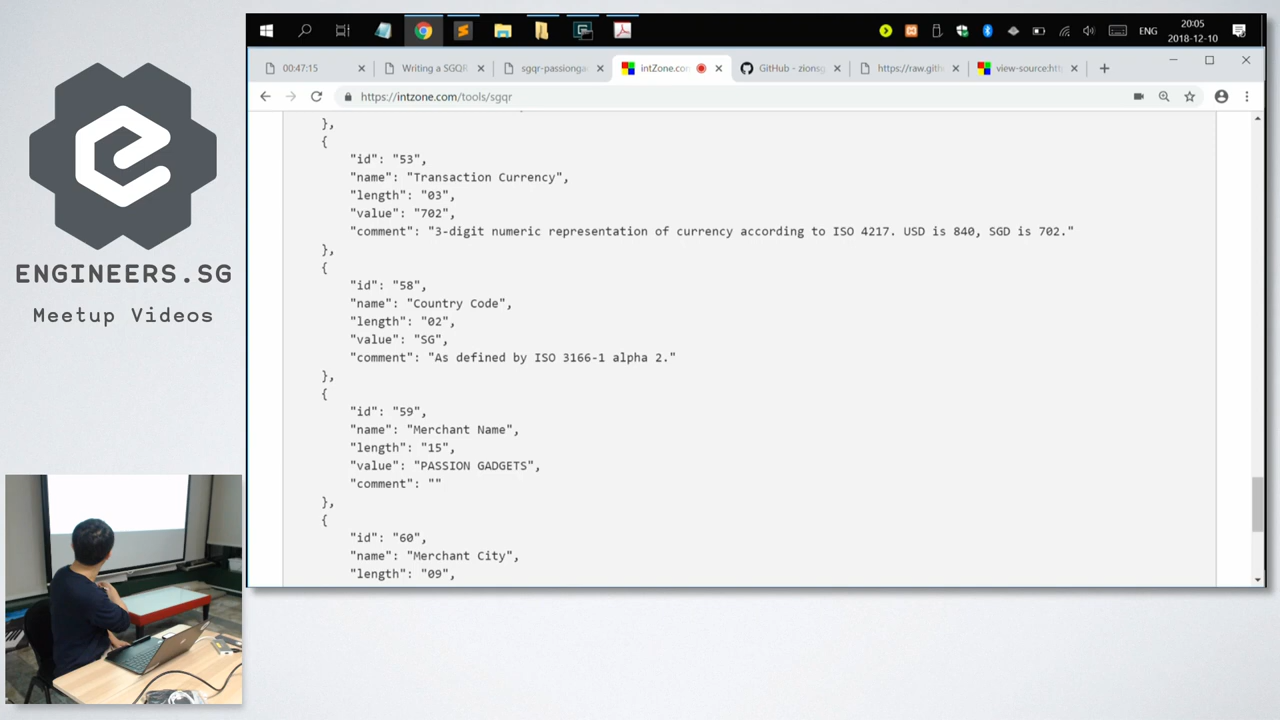 ENG
20:05
2018-12-10
00:47:15
Writing a SGQR
sgqr-passionga
intZone.com
GitHub - zionsg
https://raw.gith
view-source:htt
https://intzone.com/tools/sgqr
},
{
"id": "53",
"name": "Transaction Currency",
"length": "03",
"value": "702",
"comment": "3-digit numeric representation of currency according to ISO 4217. USD is 840, SGD is 702."
},
{
"id": "58",
"name": "Country Code",
"length": "02",
"value": "SG",
"comment": "As defined by ISO 3166-1 alpha 2."
},
{
"id": "59",
"name": "Merchant Name",
"length": "15",
"value": "PASSION GADGETS",
"comment": ""
},
{
"id": "60",
"name": "Merchant City",
"length": "09",
ENGINEERS.SG
Meetup Videos